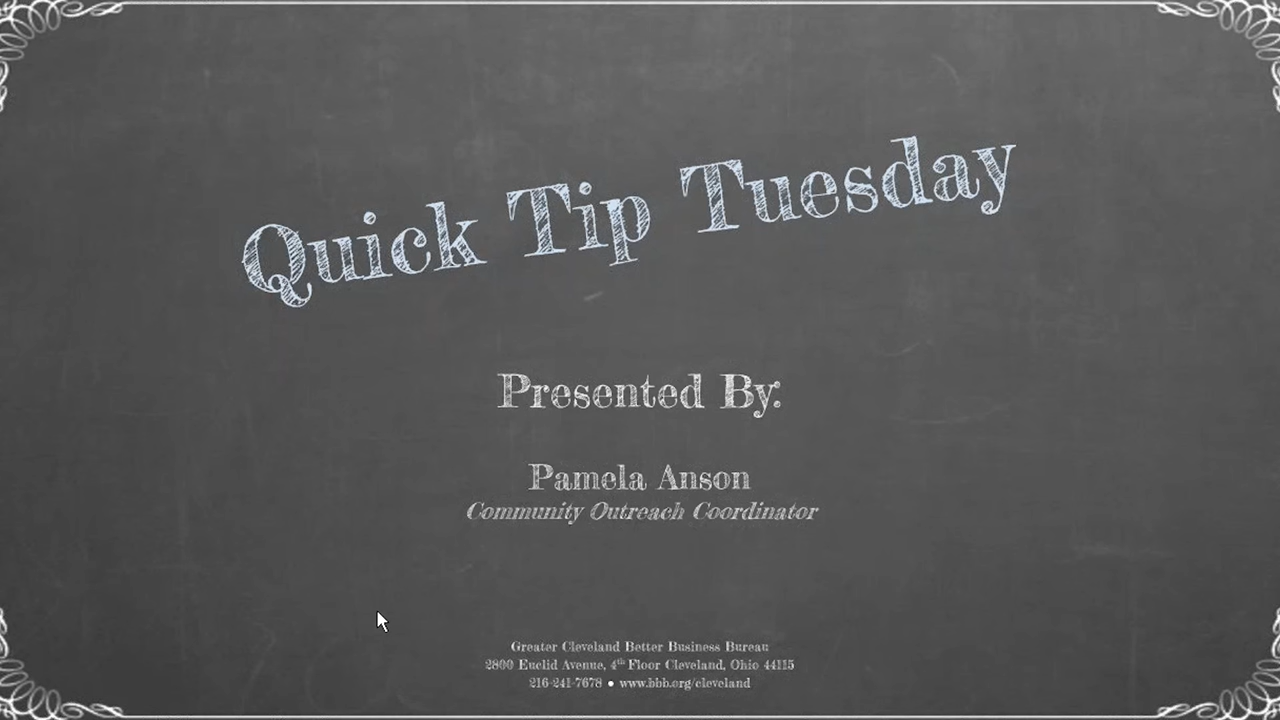 Quick Tip Tuesday
Presented By:
Pamela Anson
Community Outreach Coordinator
Greater Cleveland Better Business Bureau
2800 Euclid Avenue, 4th Floor Cleveland, Ohio 44115
216-241-7678 • www.bbb.org/cleveland